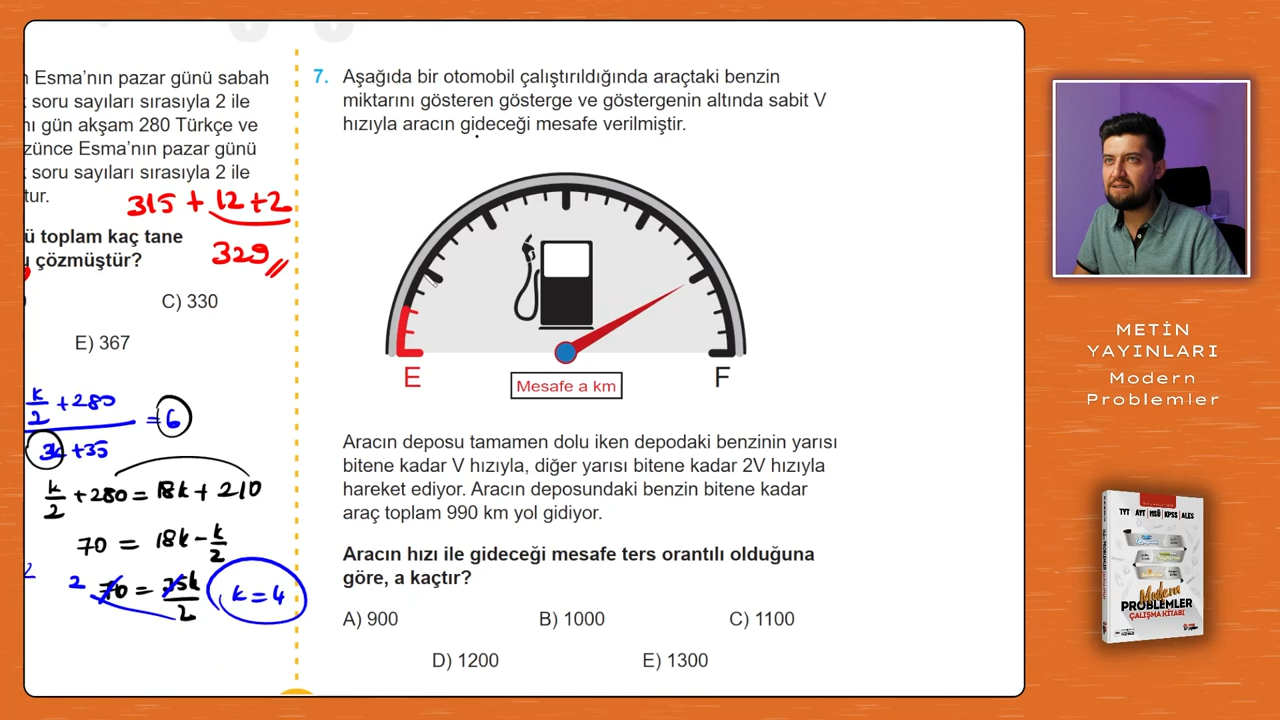 n Esma'nın pazar günü sabah
soru sayıları sırasıyla 2 ile
nı gün akşam 280 Türkçe ve
zünce Esma'nın pazar günü
soru sayıları sırasıyla 2 ile
tur.
315 + 12 + 2
329
ü toplam kaç tane
çözmüştür?
C) 330
E) 367
k/2 + 280
= 6
3k + 35
k/2 + 280 = 18k + 210
70 = 18k - k/2
2 70 = 35k/2
k = 4
7. Aşağıda bir otomobil çalıştırıldığında araçtaki benzin
miktarını gösteren gösterge ve göstergenin altında sabit V
hızıyla aracın gideceği mesafe verilmiştir.
E
F
Mesafe a km
Aracın deposu tamamen dolu iken depodaki benzinin yarısı
bitene kadar V hızıyla, diğer yarısı bitene kadar 2V hızıyla
hareket ediyor. Aracın deposundaki benzin bitene kadar
araç toplam 990 km yol gidiyor.
Aracın hızı ile gideceği mesafe ters orantılı olduğuna
göre, a kaçtır?
A) 900
B) 1000
C) 1100
D) 1200
E) 1300
METİN
YAYINLARI
Modern
Problemler
TYT AYT MSÜ KPSS ALES
Modern
PROBLEMLER
ÇALIŞMA KİTABI